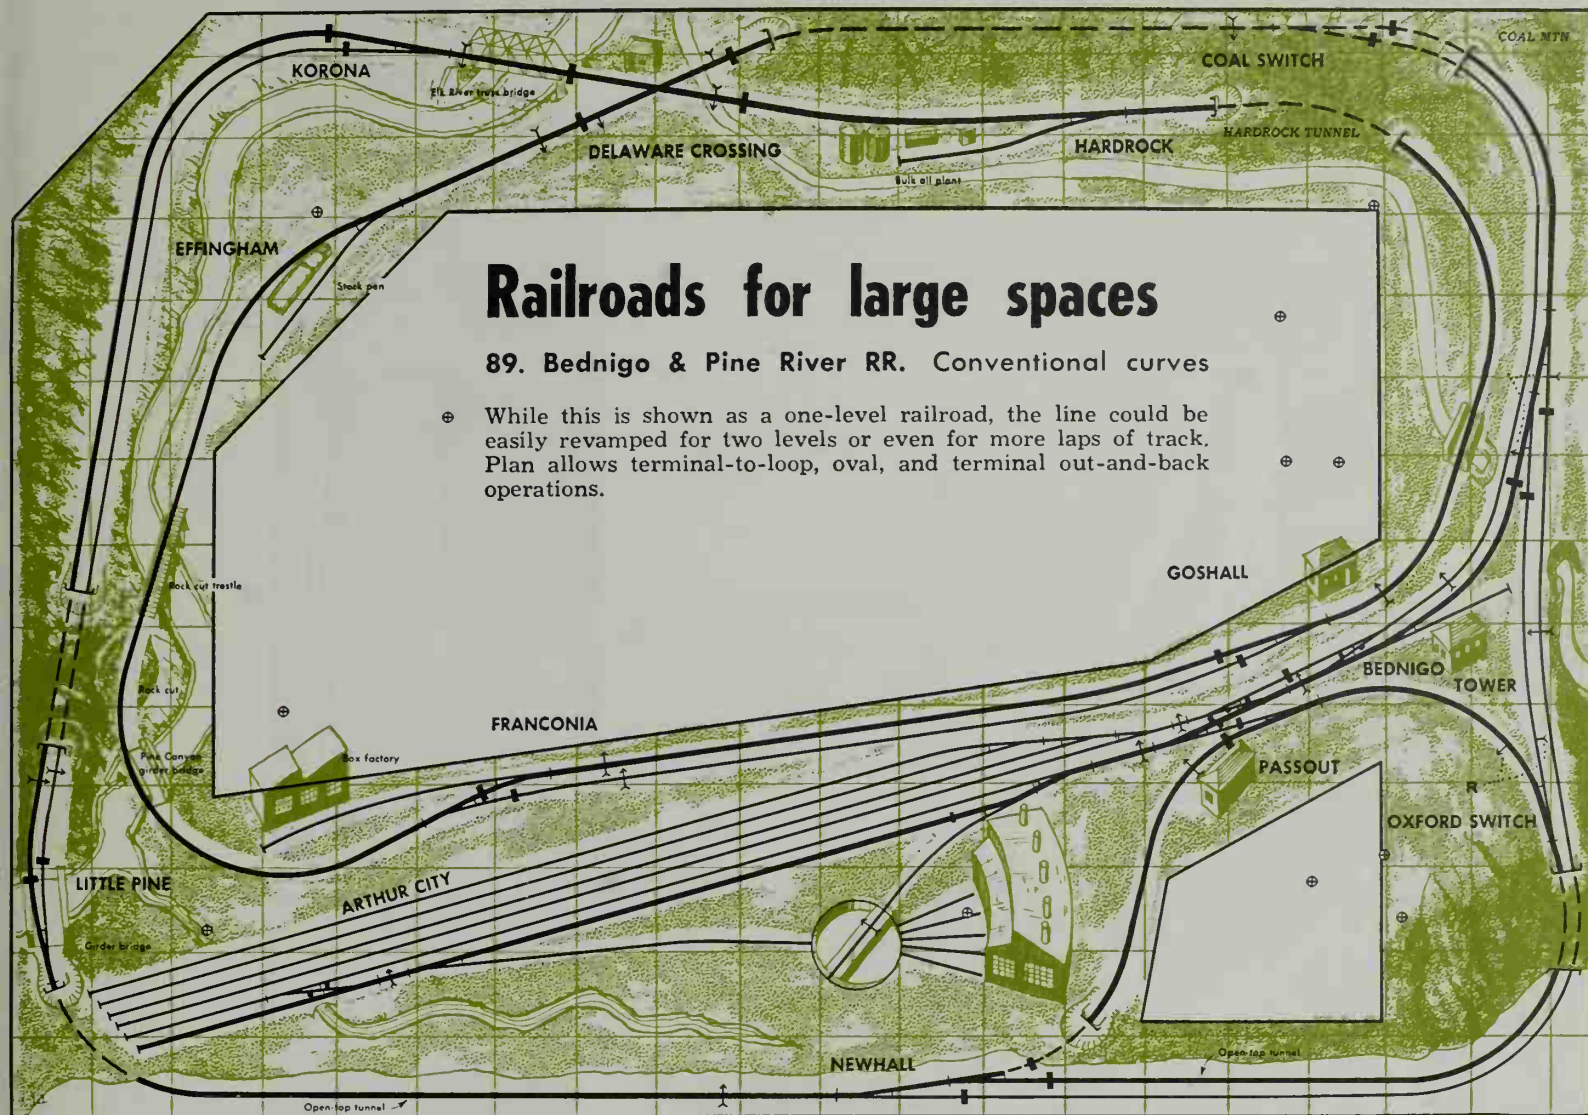 COAL MTN
KORONA
COAL SWITCH
Elk River truss bridge
HARDROCK TUNNEL
DELAWARE CROSSING
HARDROCK
Bulk oil plant
EFFINGHAM
Stock pen
Railroads for large spaces
89. Bednigo & Pine River RR. Conventional curves
While this is shown as a one-level railroad, the line could be
easily revamped for two levels or even for more laps of track.
Plan allows terminal-to-loop, oval, and terminal out-and-back
operations.
GOSHALL
Rock cut trestle
BEDNIGO
TOWER
Rock cut
FRANCONIA
Pine Canyon
girder bridge
Box factory
PASSOUT
R
OXFORD SWITCH
LITTLE PINE
ARTHUR CITY
Girder bridge
NEWHALL
Open-top tunnel
Open-top tunnel